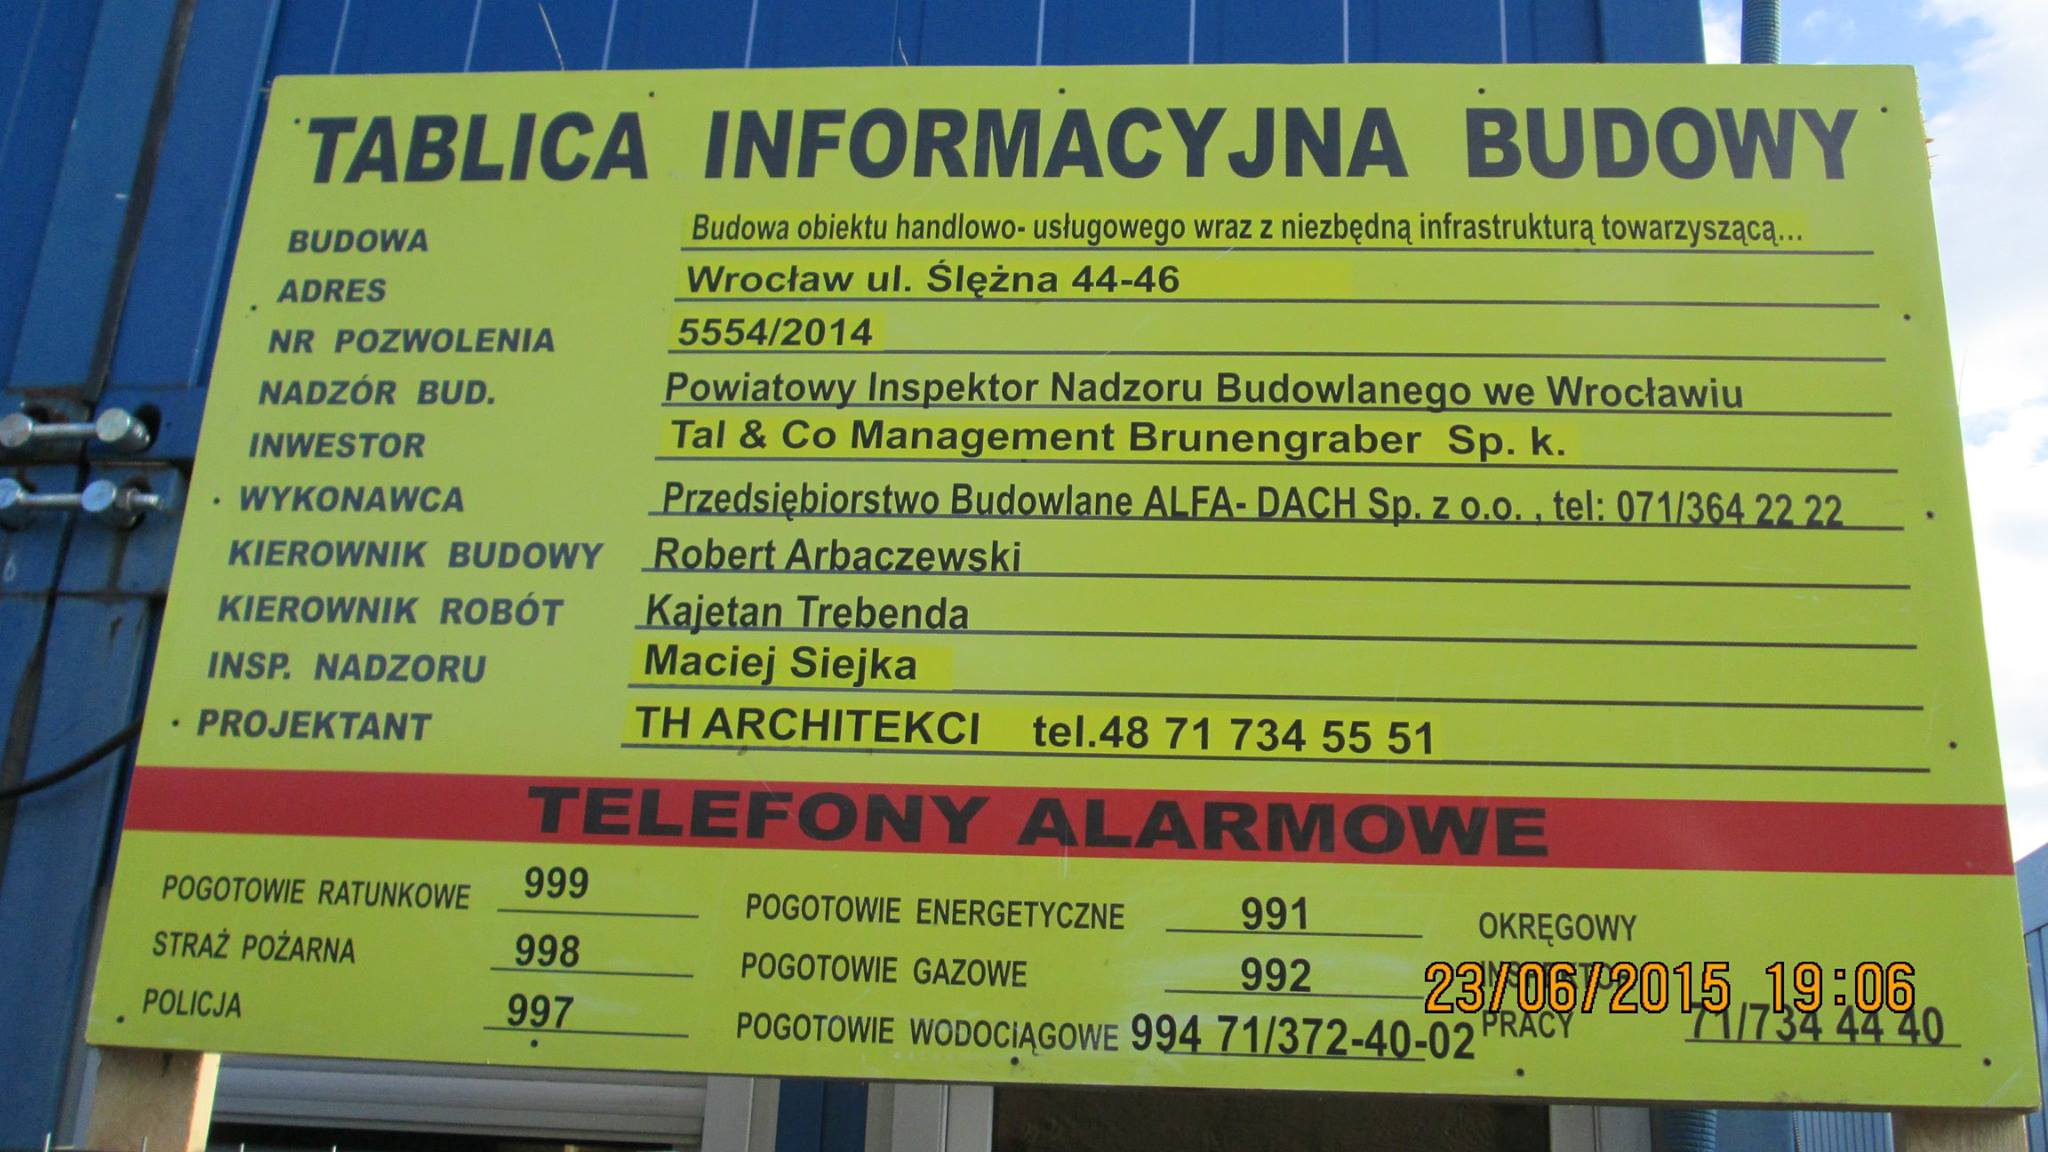 TABLICA INFORMACYJNA BUDOWY
BUDOWA Budowa obiektu handlowo- usługowego wraz z niezbędną infrastrukturą towarzyszącą...
ADRES Wrocław ul. Ślężna 44-46
NR POZWOLENIA 5554/2014
NADZÓR BUD. Powiatowy Inspektor Nadzoru Budowlanego we Wrocławiu
INWESTOR Tal & Co Management Brunengraber Sp. k.
WYKONAWCA Przedsiębiorstwo Budowlane ALFA- DACH Sp. z o.o. , tel: 071/364 22 22
KIEROWNIK BUDOWY Robert Arbaczewski
KIEROWNIK ROBÓT Kajetan Trebenda
INSP. NADZORU Maciej Siejka
PROJEKTANT TH ARCHITEKCI tel.48 71 734 55 51
TELEFONY ALARMOWE
POGOTOWIE RATUNKOWE 999
STRAŻ POŻARNA 998
POLICJA 997
POGOTOWIE ENERGETYCZNE 991
POGOTOWIE GAZOWE 992
POGOTOWIE WODOCIĄGOWE 994 71/372-40-02
OKRĘGOWY
PRACY 71/734 44 40
23/06/2015 19:06